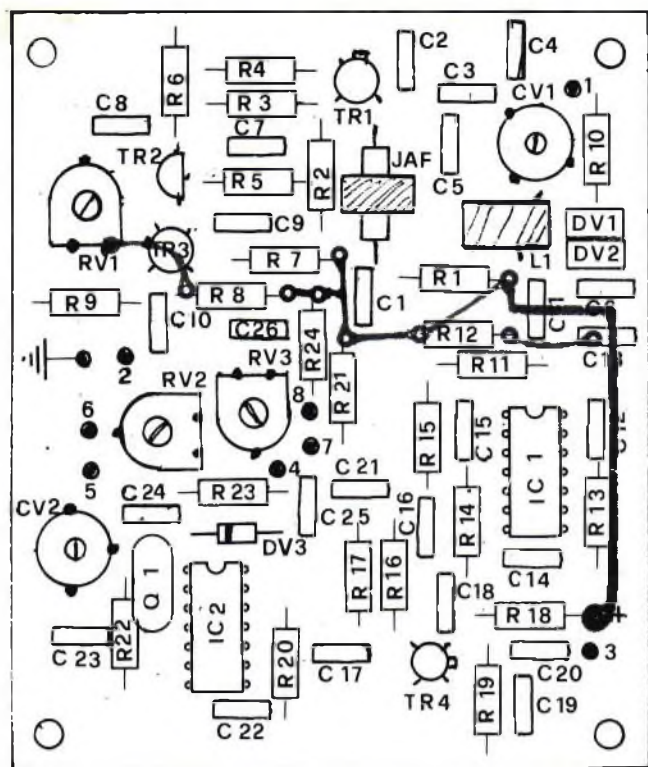 C2
C4
R6
R4
C3
CV1
1
R3
TR1
C8
R10
C7
TR2
R2
JAF
C5
R5
C9
DV1
TR3
RV1
R7
L1
DV2
R1
R9
R8
C1
C10
C26
R24
R12
RV3
R21
R11
2
RV2
8
6
R15
C15
C12
7
IC1
5
4
C21
R23
C24
C16
R14
R13
CV2
C25
DV3
R17
R16
C14
Q1
C18
IC2
R18
+
R22
R20
C23
C17
C20
3
TR4
R19
C19
C22